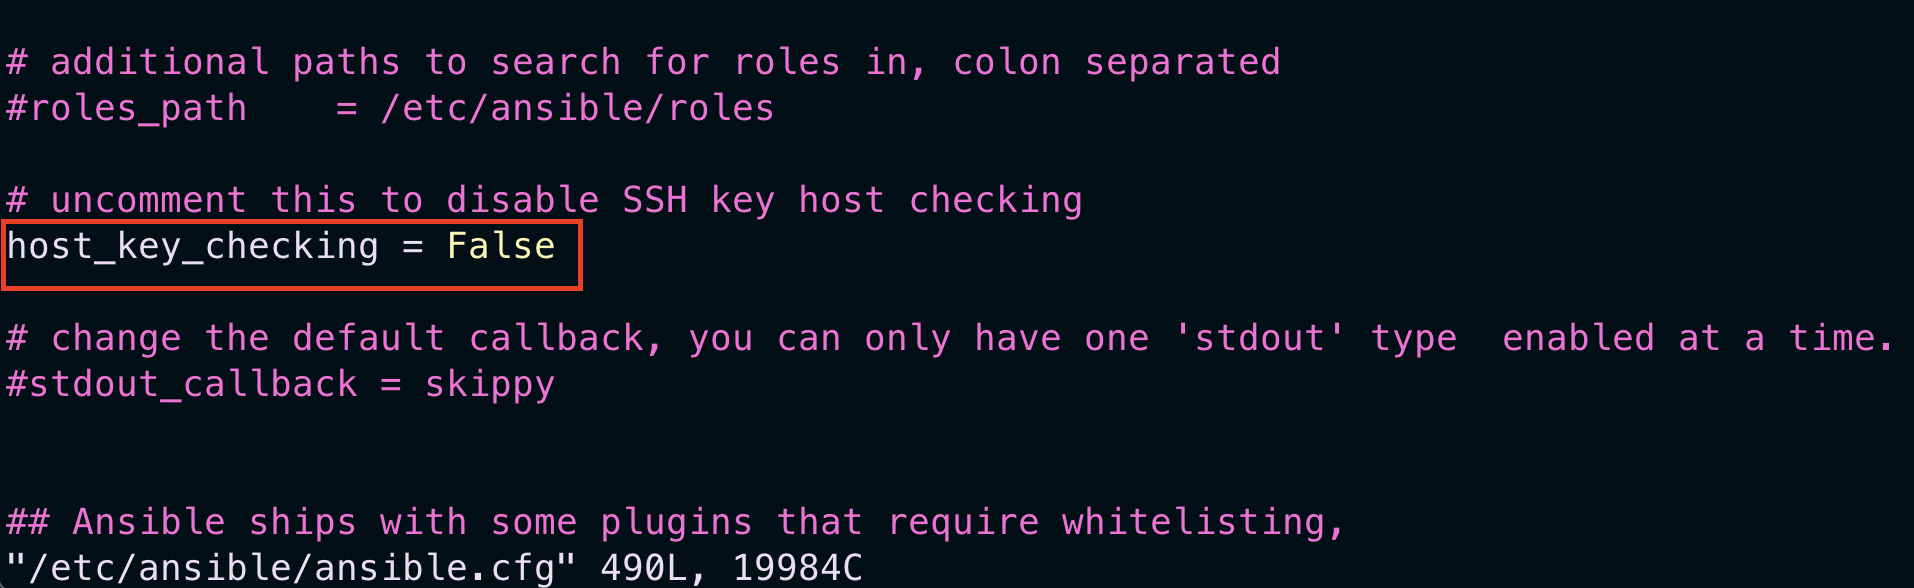 # additional paths to search for roles in, colon separated
#roles_path    = /etc/ansible/roles
# uncomment this to disable SSH key host checking
host_key_checking = False
# change the default callback, you can only have one 'stdout' type  enabled at a time.
#stdout_callback = skippy
## Ansible ships with some plugins that require whitelisting,
"/etc/ansible/ansible.cfg" 490L, 19984C